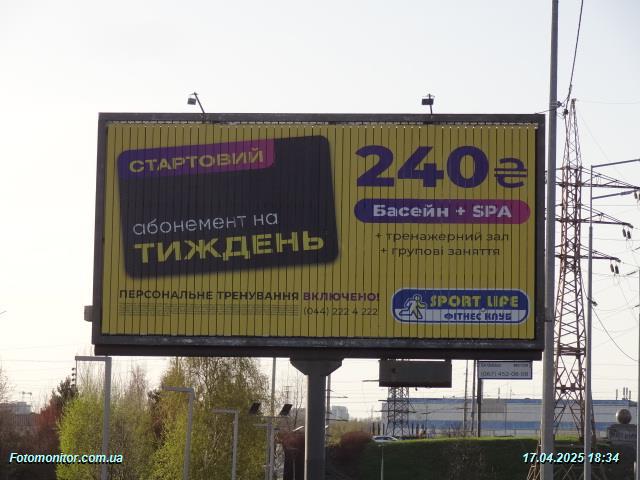 СТАРТОВИЙ
абонемент на
ТИЖДЕНЬ
240₴
Басейн + SPA
+ тренажерний зал
+ групові заняття
ПЕРСОНАЛЬНЕ ТРЕНУВАННЯ ВКЛЮЧЕНО!
(044) 222 4 222
SPORT LIFE
ФІТНЕС КЛУБ
Fotomonitor.com.ua
17.04.2025 18:34